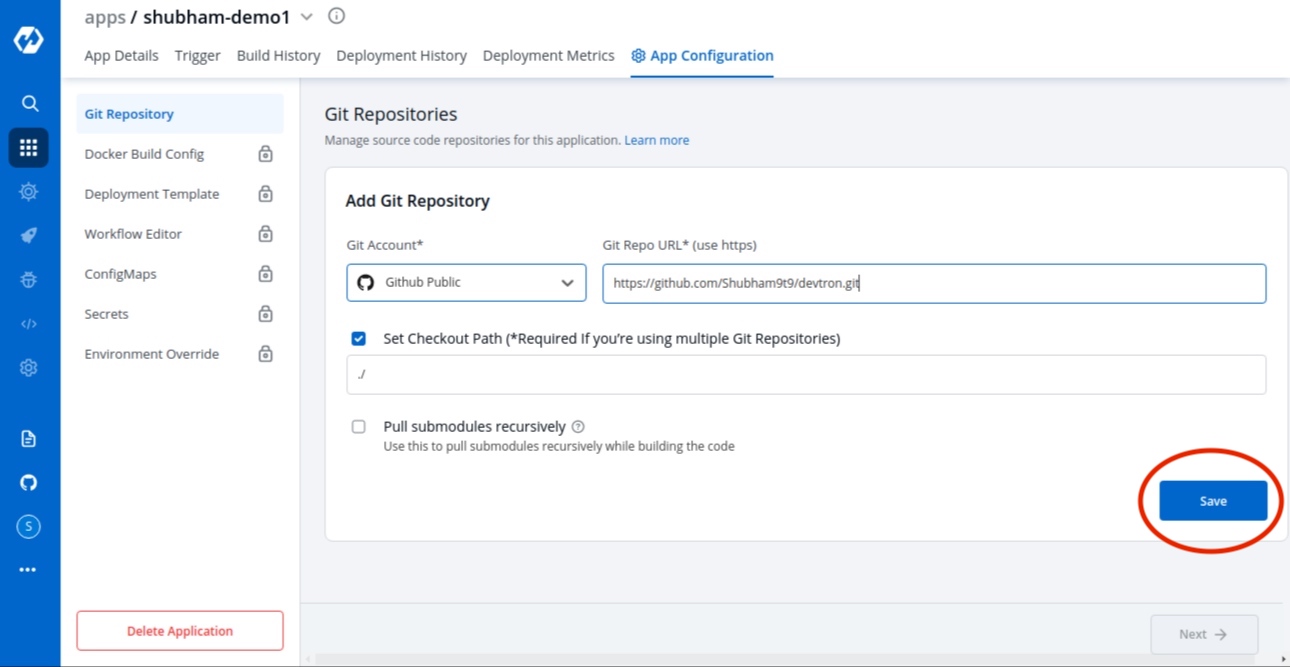 apps / shubham-demo1
App Details Trigger Build History Deployment History Deployment Metrics App Configuration
Git Repository
Docker Build Config
Deployment Template
Workflow Editor
ConfigMaps
Secrets
Environment Override
Delete Application
Git Repositories
Manage source code repositories for this application. Learn more
Add Git Repository
Git Account* Git Repo URL* (use https)
Github Public https://github.com/Shubham9t9/devtron.git
Set Checkout Path (*Required If you're using multiple Git Repositories)
./
Pull submodules recursively
Use this to pull submodules recursively while building the code
Save
Next
S